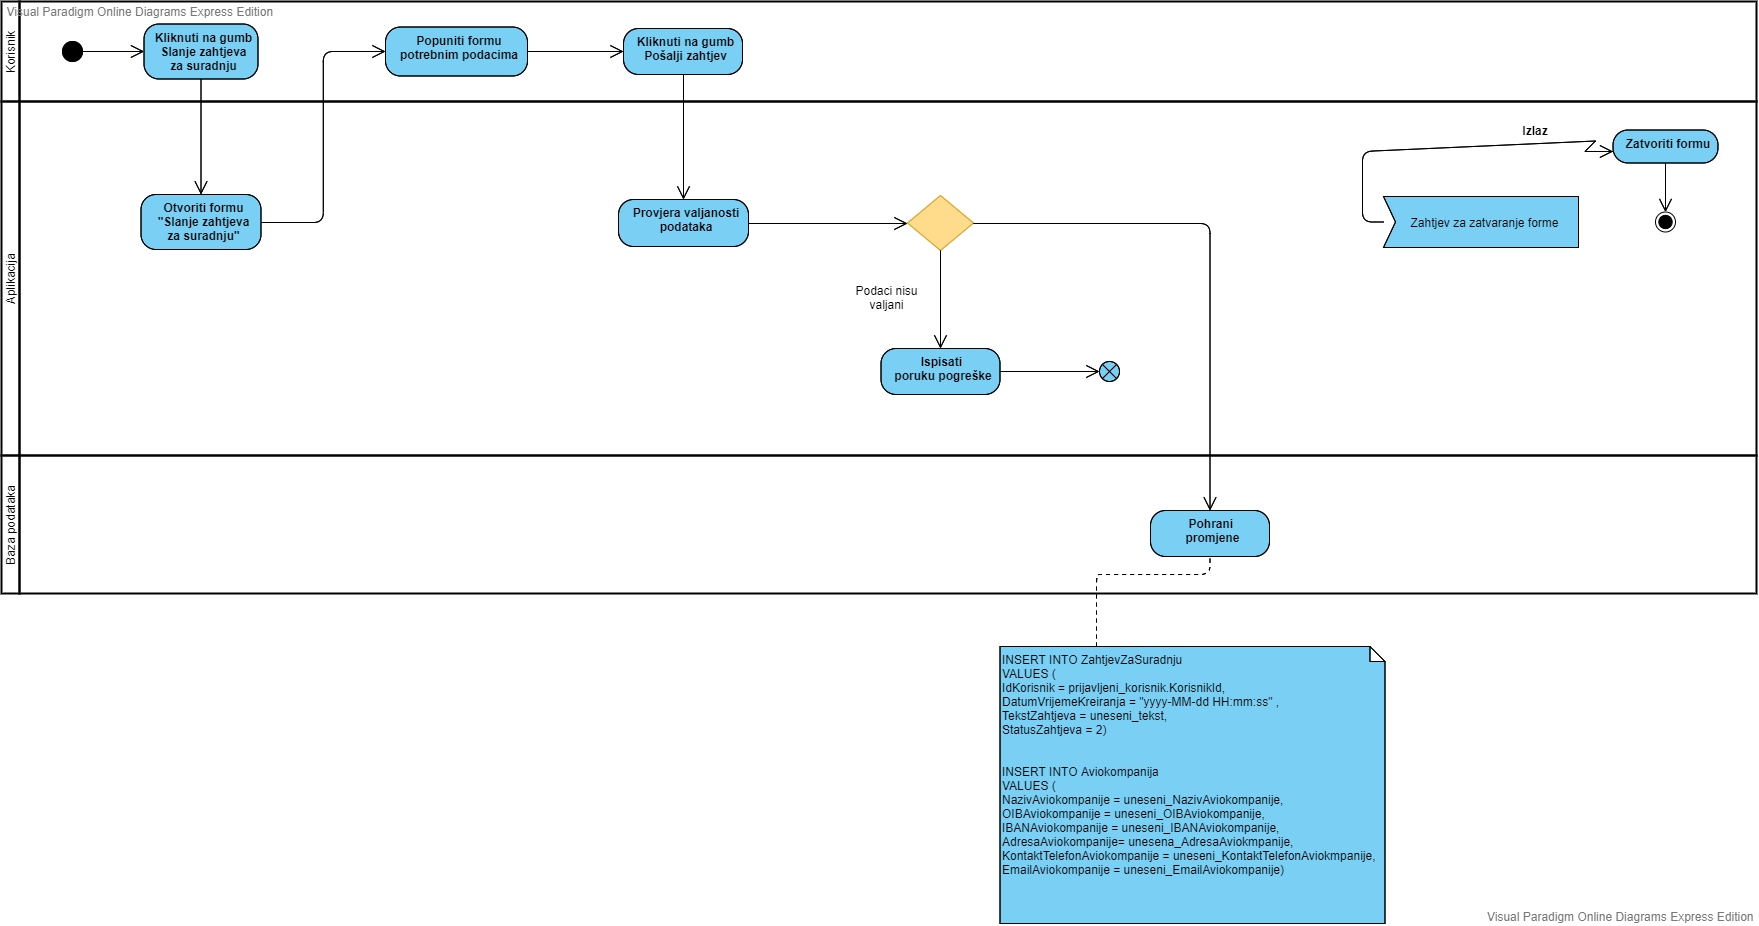 Visual Paradigm Online Diagrams Express Edition
Korisnik
Kliknuti na gumb
Slanje zahtjeva
za suradnju
Popuniti formu
potrebnim podacima
Kliknuti na gumb
Pošalji zahtjev
Aplikacija
Otvoriti formu
"Slanje zahtjeva
za suradnju"
Provjera valjanosti
podataka
Podaci nisu
valjani
Ispisati
poruku pogreške
Izlaz
Zatvoriti formu
Zahtjev za zatvaranje forme
Baza podataka
Pohrani
promjene
INSERT INTO ZahtjevZaSuradnju
VALUES (
IdKorisnik = prijavljeni_korisnik.KorisnikId,
DatumVrijemeKreiranja = "yyyy-MM-dd HH:mm:ss" ,
TekstZahtjeva = uneseni_tekst,
StatusZahtjeva = 2)
INSERT INTO Aviokompanija
VALUES (
NazivAviokompanije = uneseni_NazivAviokompanije,
OIBAviokompanije = uneseni_OIBAviokompanije,
IBANAviokompanije = uneseni_IBANAviokompanije,
AdresaAviokompanije= unesena_AdresaAviokmpanije,
KontaktTelefonAviokompanije = uneseni_KontaktTelefonAviokmpanije,
EmailAviokompanije = uneseni_EmailAviokompanije)
Visual Paradigm Online Diagrams Express Edition